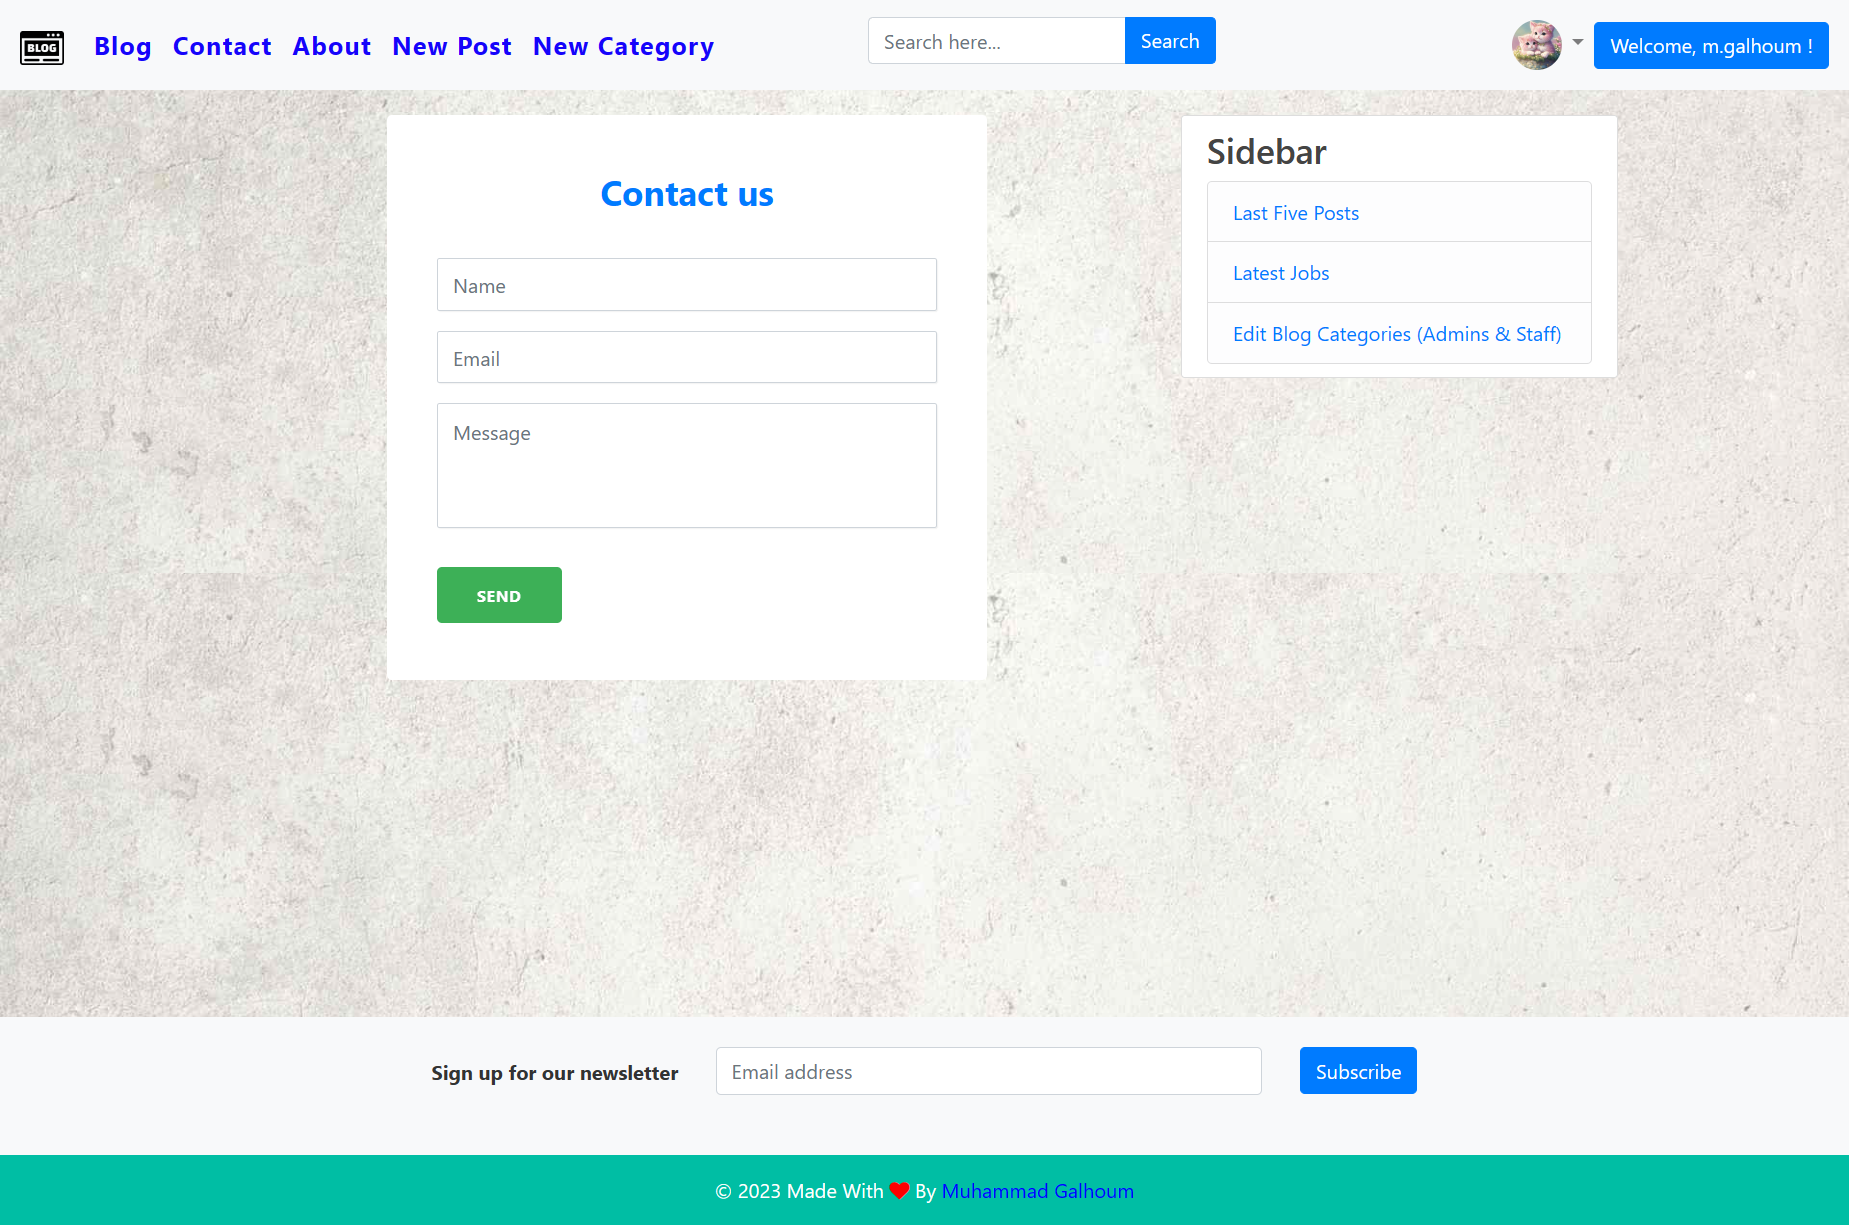 BLOG Blog Contact About New Post New Category Search here... Search Welcome, m.galhoum !
Contact us
Name
Email
Message
SEND
Sidebar
Last Five Posts
Latest Jobs
Edit Blog Categories (Admins & Staff)
Sign up for our newsletter Email address Subscribe
© 2023 Made With By Muhammad Galhoum